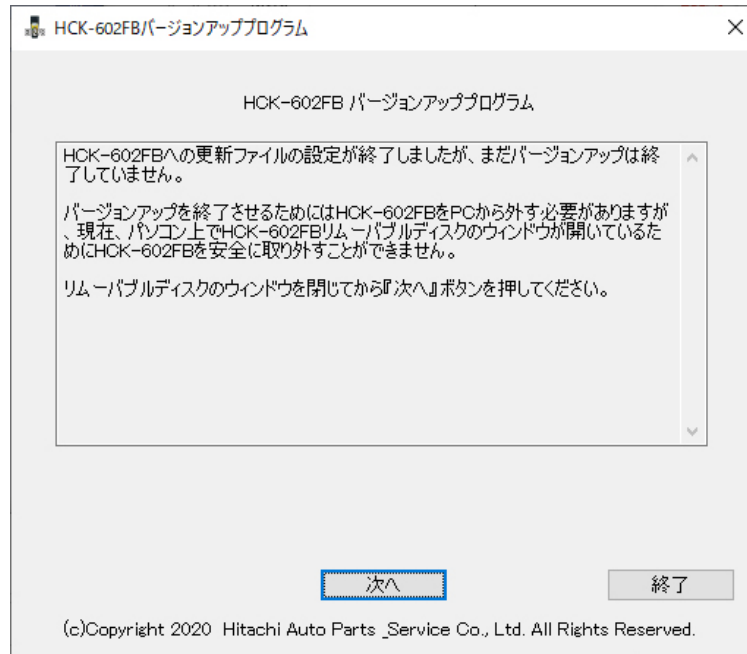 HCK-602FBバージョンアッププログラム
HCK-602FB バージョンアッププログラム
HCK-602FBへの更新ファイルの設定が終了しましたが、まだバージョンアップは終
了していません。
バージョンアップを終了させるためにはHCK-602FBをPCから外す必要がありますが
、現在、パソコン上でHCK-602FBリムーバブルディスクのウィンドウが開いているた
めにHCK-602FBを安全に取り外すことができません。
リムーバブルディスクのウィンドウを閉じてから『次へ』ボタンを押してください。
次へ
終了
(c)Copyright 2020 Hitachi Auto Parts _Service Co., Ltd. All Rights Reserved.